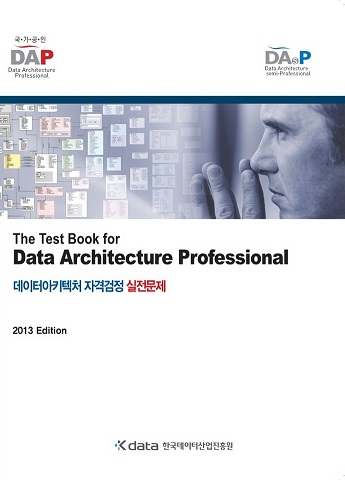 국·가·공·인
DAP
Data Architecture
Professional
DAsP
Data Architecture
semi-Professional
The Test Book for
Data Architecture Professional
데이터아키텍처 자격검정 실전문제
2013 Edition
Kdata 한국데이터산업진흥원